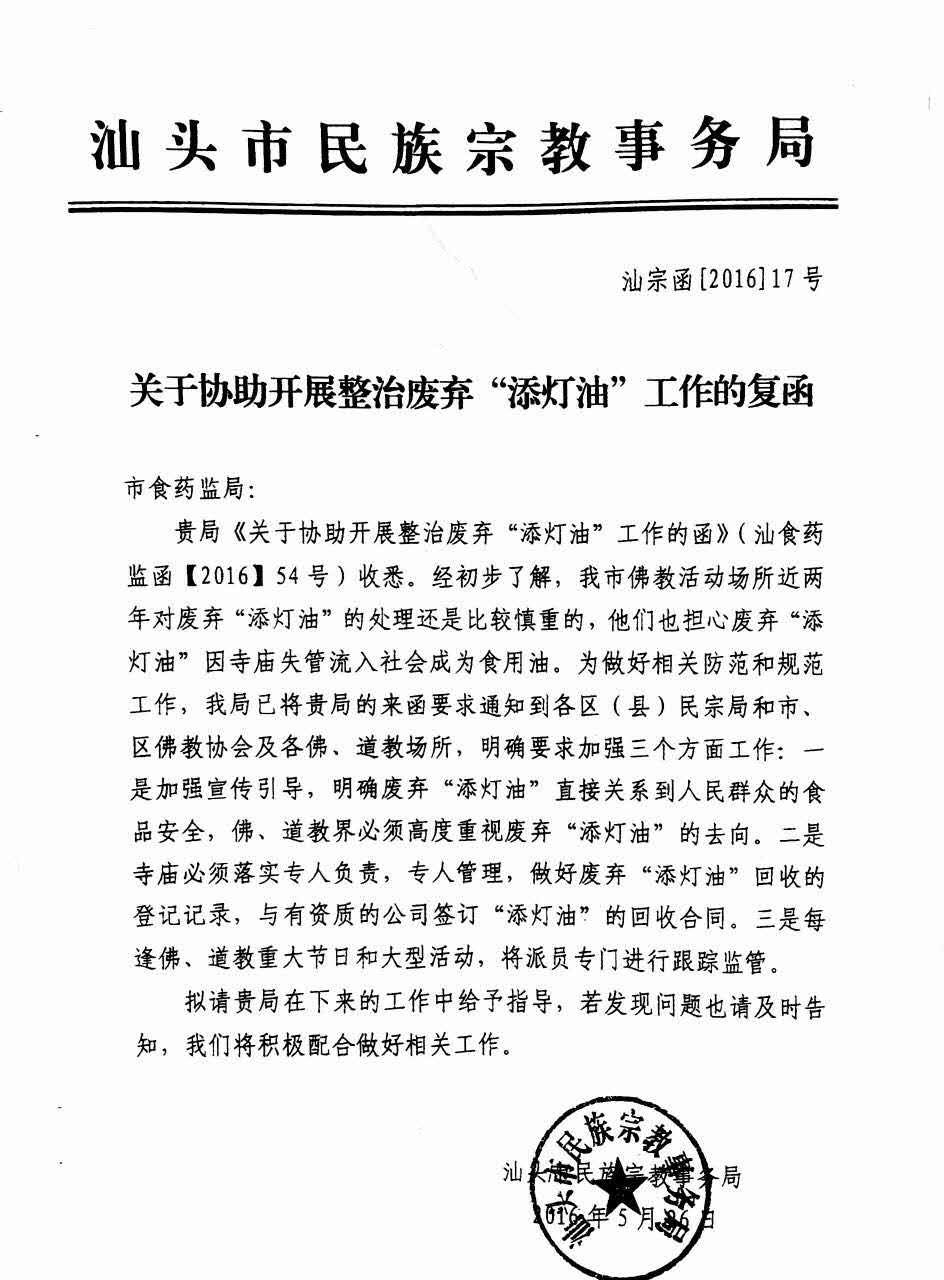 汕头市民族宗教事务局
汕宗函[2016]17号
关于协助开展整治废弃“添灯油”工作的复函
市食药监局：
贵局《关于协助开展整治废弃“添灯油”工作的函》（汕食药
监函【2016】54号）收悉。经初步了解，我市佛教活动场所近两
年对废弃“添灯油”的处理还是比较慎重的，他们也担心废弃“添
灯油”因寺庙失管流入社会成为食用油。为做好相关防范和规范
工作，我局已将贵局的来函要求通知到各区（县）民宗局和市、
区佛教协会及各佛、道教场所，明确要求加强三个方面工作：一
是加强宣传引导，明确废弃“添灯油”直接关系到人民群众的食
品安全，佛、道教界必须高度重视废弃“添灯油”的去向。二是
寺庙必须落实专人负责，专人管理，做好废弃“添灯油”回收的
登记记录，与有资质的公司签订“添灯油”的回收合同。三是每
逢佛、道教重大节日和大型活动，将派员专门进行跟踪监管。
拟请贵局在下来的工作中给予指导，若发现问题也请及时告
知，我们将积极配合做好相关工作。
汕头市民族宗教事务局
2016年5月 日
汕头市民族宗教事务局